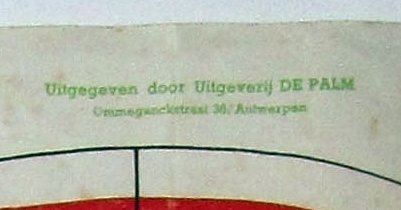 Uitgegeven door Uitgeverij DE PALM
Ommeganckstraat 36, Antwerpen